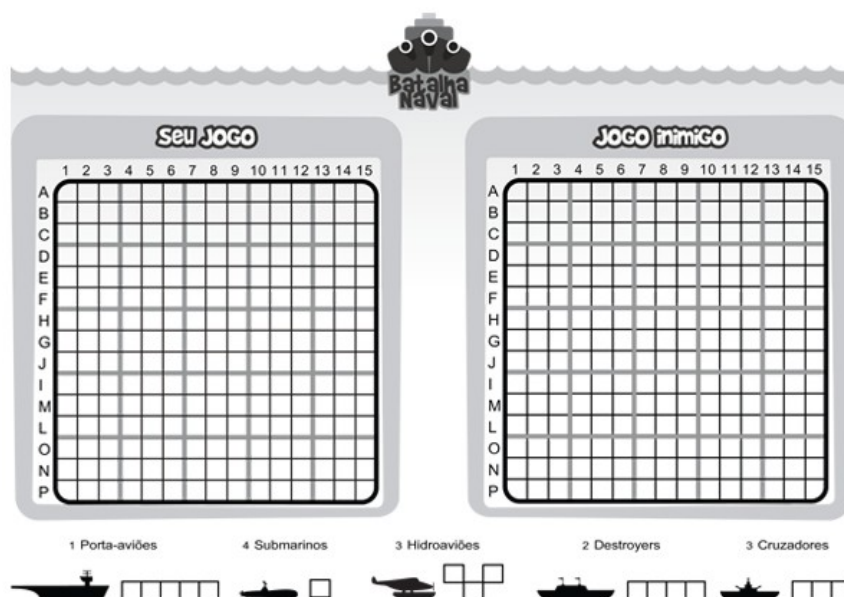 Batalha
Naval
Seu JOGO
JOGO inimiGO
1 2 3 4 5 6 7 8 9 10 11 12 13 14 15
1 2 3 4 5 6 7 8 9 10 11 12 13 14 15
A
B
C
D
E
F
H
G
J
I
M
L
O
N
P
A
B
C
D
E
F
H
G
J
I
M
L
O
N
P
1 Porta-aviões
4 Submarinos
3 Hidroaviões
2 Destroyers
3 Cruzadores